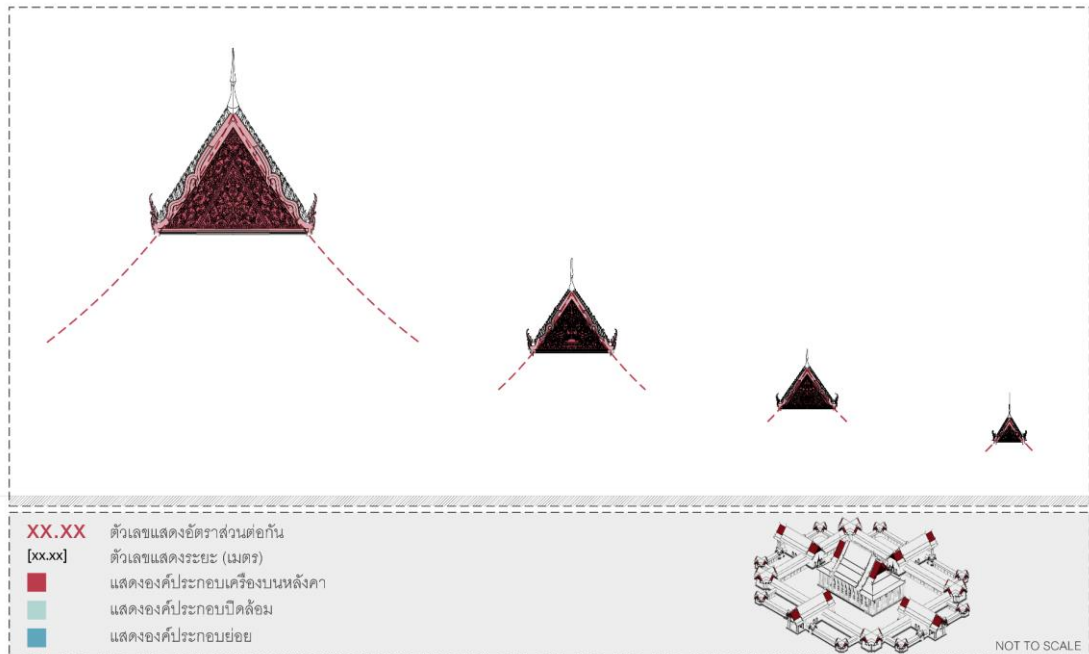 XX.XX ตัวเลขแสดงอัตราส่วนต่อกัน
[xx.xx] ตัวเลขแสดงระยะ (เมตร)
แสดงองค์ประกอบเครื่องบนหลังคา
แสดงองค์ประกอบปิดล้อม
แสดงองค์ประกอบย่อย
NOT TO SCALE